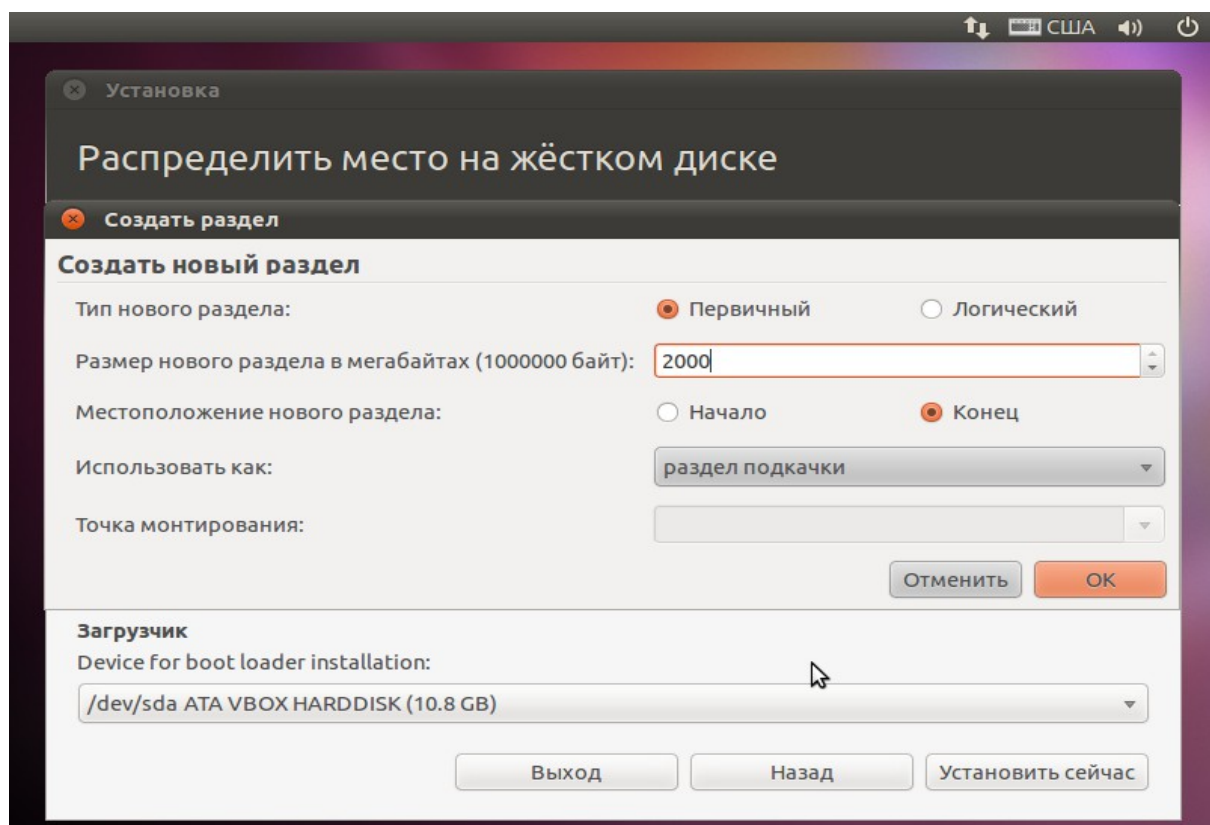 США
Установка
Распределить место на жёстком диске
Создать раздел
Создать новый раздел
Тип нового раздела: Первичный Логический
Размер нового раздела в мегабайтах (1000000 байт): 2000
Местоположение нового раздела: Начало Конец
Использовать как: раздел подкачки
Точка монтирования:
Отменить ОК
Загрузчик
Device for boot loader installation:
/dev/sda ATA VBOX HARDDISK (10.8 GB)
Выход Назад Установить сейчас